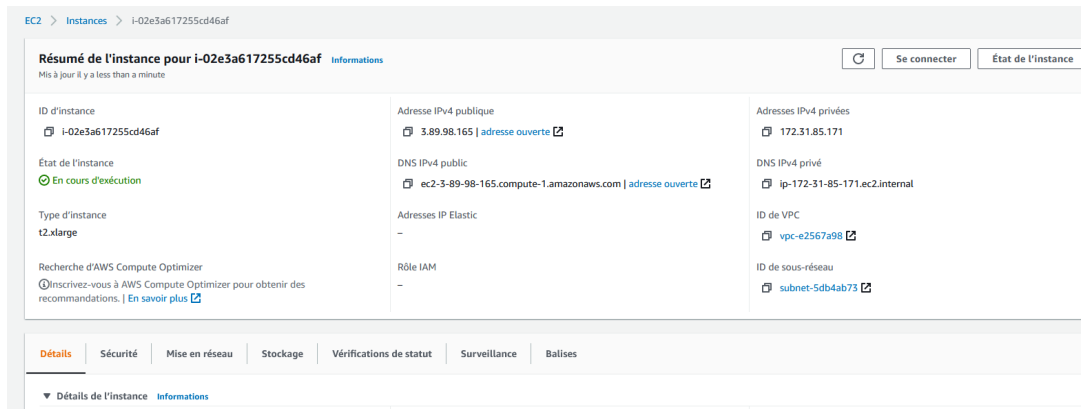 EC2 > Instances > i-02e3a617255cd46af
Résumé de l'instance pour i-02e3a617255cd46af Informations
Mis à jour il y a less than a minute
Se connecter
État de l'instance
ID d'instance
i-02e3a617255cd46af
Adresse IPv4 publique
3.89.98.165 | adresse ouverte
Adresses IPv4 privées
172.31.85.171
État de l'instance
En cours d'exécution
DNS IPv4 public
ec2-3-89-98-165.compute-1.amazonaws.com | adresse ouverte
DNS IPv4 privé
ip-172-31-85-171.ec2.internal
Type d'instance
t2.xlarge
Adresses IP Elastic
–
ID de VPC
vpc-e2567a98
Recherche d'AWS Compute Optimizer
Inscrivez-vous à AWS Compute Optimizer pour obtenir des
recommandations. | En savoir plus
Rôle IAM
–
ID de sous-réseau
subnet-5db4ab73
Détails
Sécurité
Mise en réseau
Stockage
Vérifications de statut
Surveillance
Balises
Détails de l'instance Informations